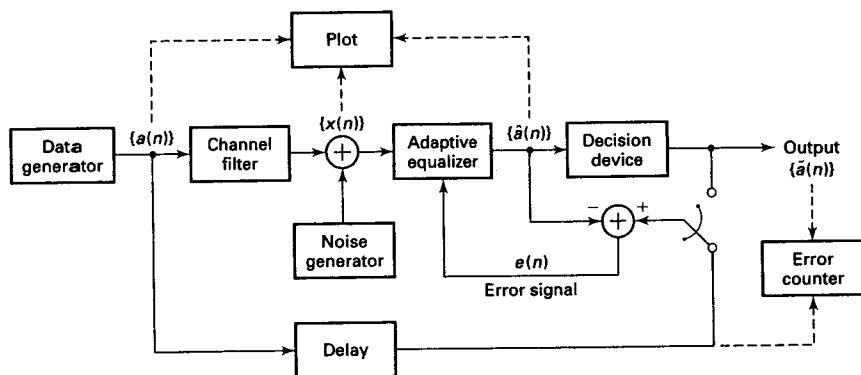 Plot
{a(n)}
{x(n)}
{â(n)}
Data
generator
Channel
filter
+
Adaptive
equalizer
Decision
device
Output
{ã(n)}
−
+
+
Noise
generator
e(n)
Error signal
Error
counter
Delay